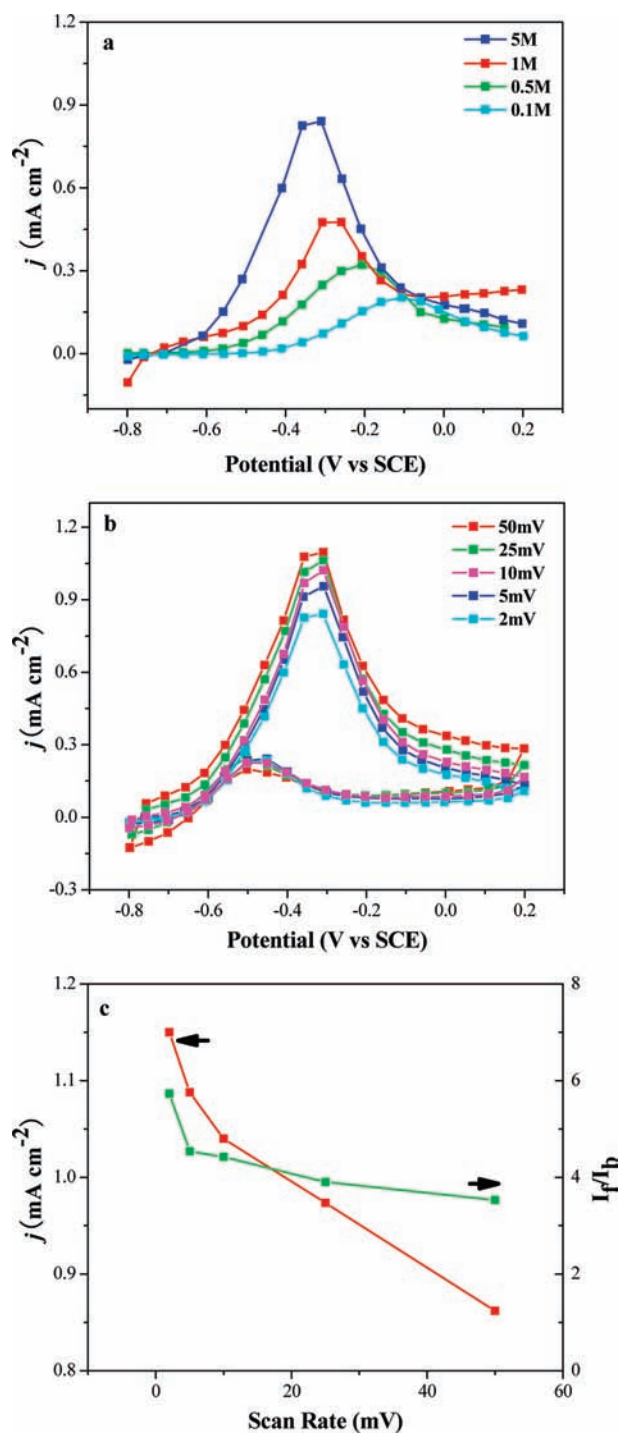 a
5M
1M
0.5M
0.1M
1.2
0.9
0.6
0.3
0.0
j (mA cm⁻²)
-0.8 -0.6 -0.4 -0.2 0.0 0.2
Potential (V vs SCE)
b
50mV
25mV
10mV
5mV
2mV
1.2
0.9
0.6
0.3
0.0
-0.3
j (mA cm⁻²)
-0.8 -0.6 -0.4 -0.2 0.0 0.2
Potential (V vs SCE)
c
1.2
1.1
1.0
0.9
0.8
j (mA cm⁻²)
8
6
4
2
0
I_f/I_b
0 20 40 60
Scan Rate (mV)